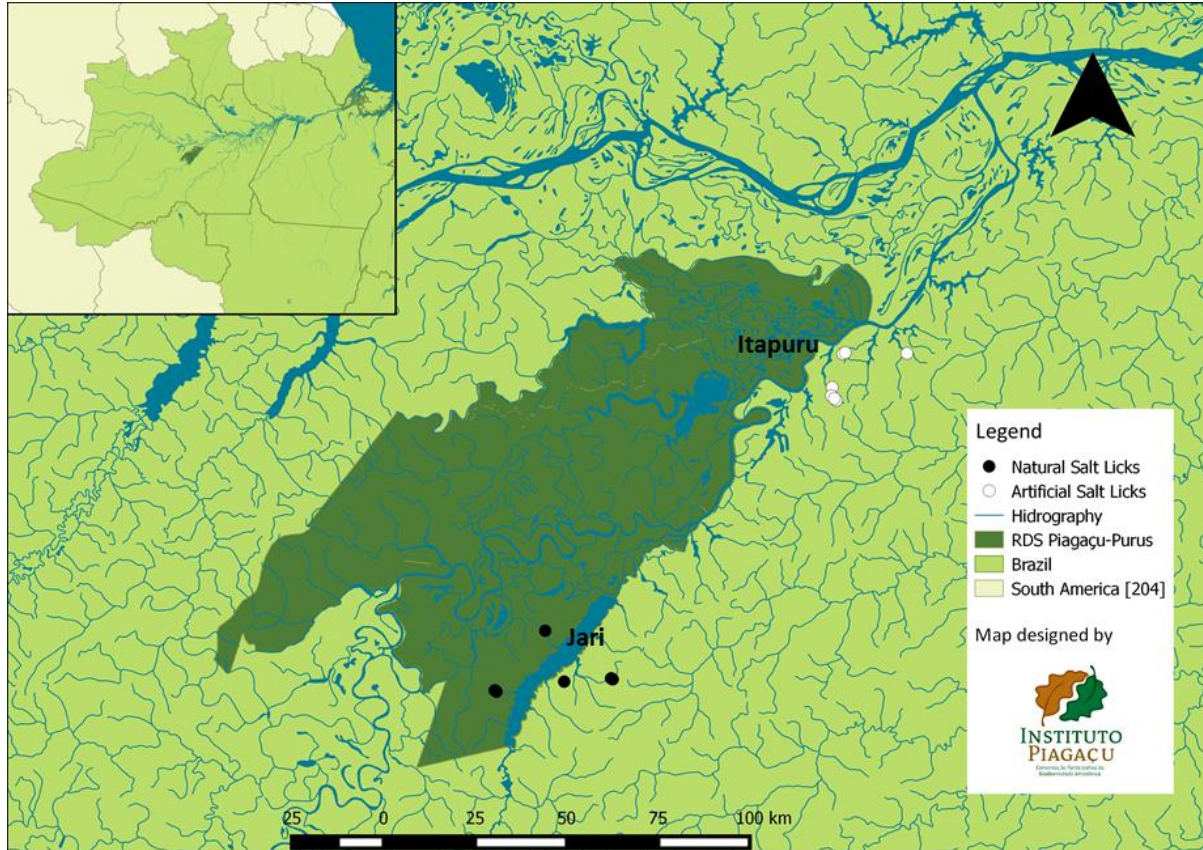 Itapuru
Jari
Legend
Natural Salt Licks
Artificial Salt Licks
Hidrography
RDS Piagaçu-Purus
Brazil
South America [204]
Map designed by
INSTITUTO
PIAGAÇU
25 0 25 50 100 km